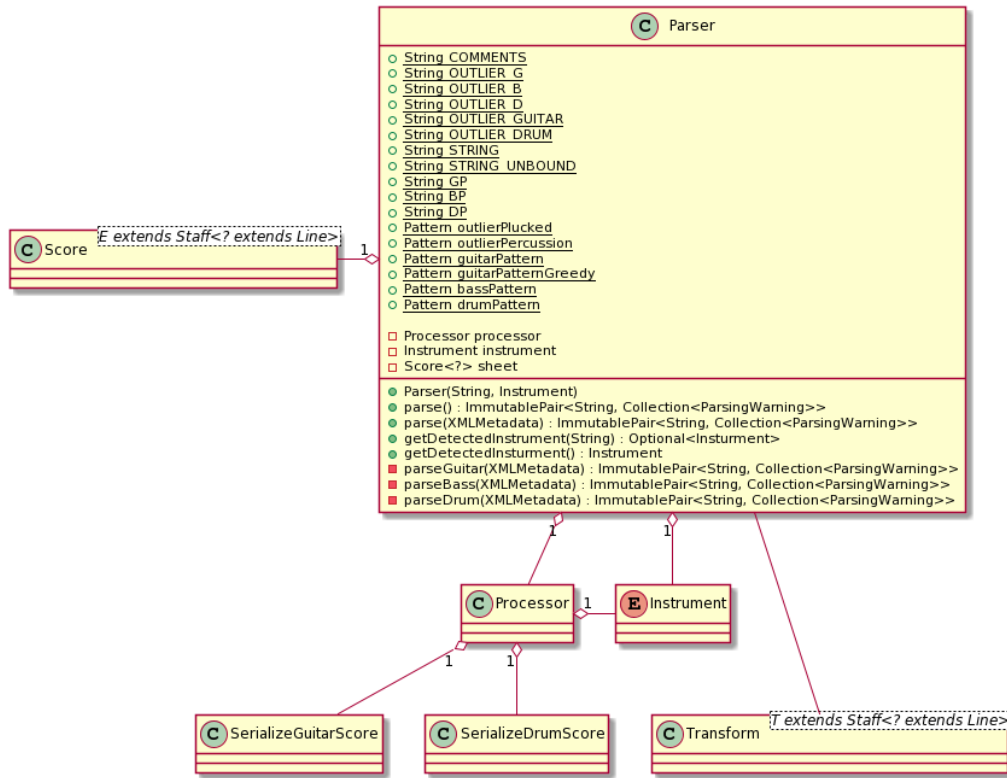 C Parser
String COMMENTS
String OUTLIER_G
String OUTLIER_B
String OUTLIER_D
String OUTLIER_GUITAR
String OUTLIER_DRUM
String STRING
String STRING_UNBOUND
String GP
String BP
String DP
Pattern outlierPlucked
Pattern outlierPercussion
Pattern guitarPattern
Pattern guitarPatternGreedy
Pattern bassPattern
Pattern drumPattern
Processor processor
Instrument instrument
Score<?> sheet
Parser(String, Instrument)
parse() : ImmutablePair<String, Collection<ParsingWarning>>
parse(XMLMetadata) : ImmutablePair<String, Collection<ParsingWarning>>
getDetectedInstrument(String) : Optional<Insturment>
getDetectedInsturment() : Instrument
parseGuitar(XMLMetadata) : ImmutablePair<String, Collection<ParsingWarning>>
parseBass(XMLMetadata) : ImmutablePair<String, Collection<ParsingWarning>>
parseDrum(XMLMetadata) : ImmutablePair<String, Collection<ParsingWarning>>
E extends Staff<? extends Line>
C Score
1
1
1
C Processor
1
E Instrument
1
1
C SerializeGuitarScore
C SerializeDrumScore
T extends Staff<? extends Line>
C Transform